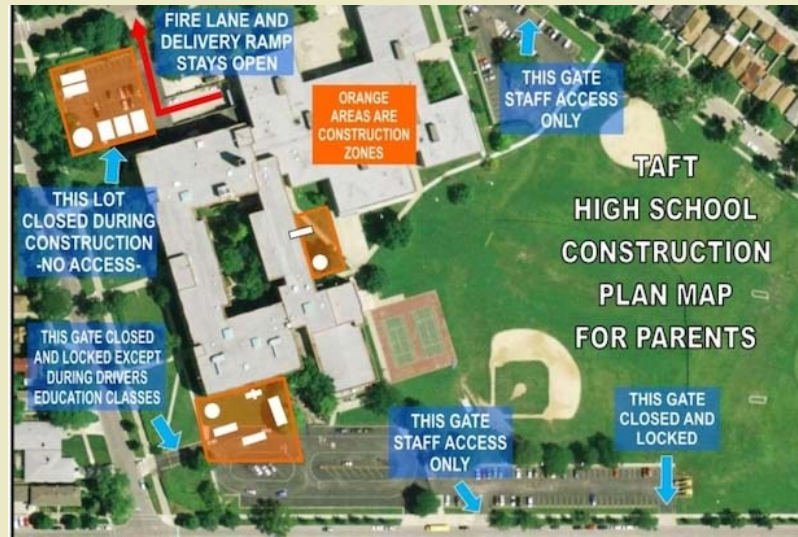 FIRE LANE AND
DELIVERY RAMP
STAYS OPEN
THIS GATE
STAFF ACCESS
ONLY
ORANGE
AREAS ARE
CONSTRUCTION
ZONES
THIS LOT
CLOSED DURING
CONSTRUCTION
-NO ACCESS-
TAFT
HIGH SCHOOL
CONSTRUCTION
PLAN MAP
FOR PARENTS
THIS GATE CLOSED
AND LOCKED EXCEPT
DURING DRIVERS
EDUCATION CLASSES
THIS GATE
STAFF ACCESS
ONLY
THIS GATE
CLOSED AND
LOCKED